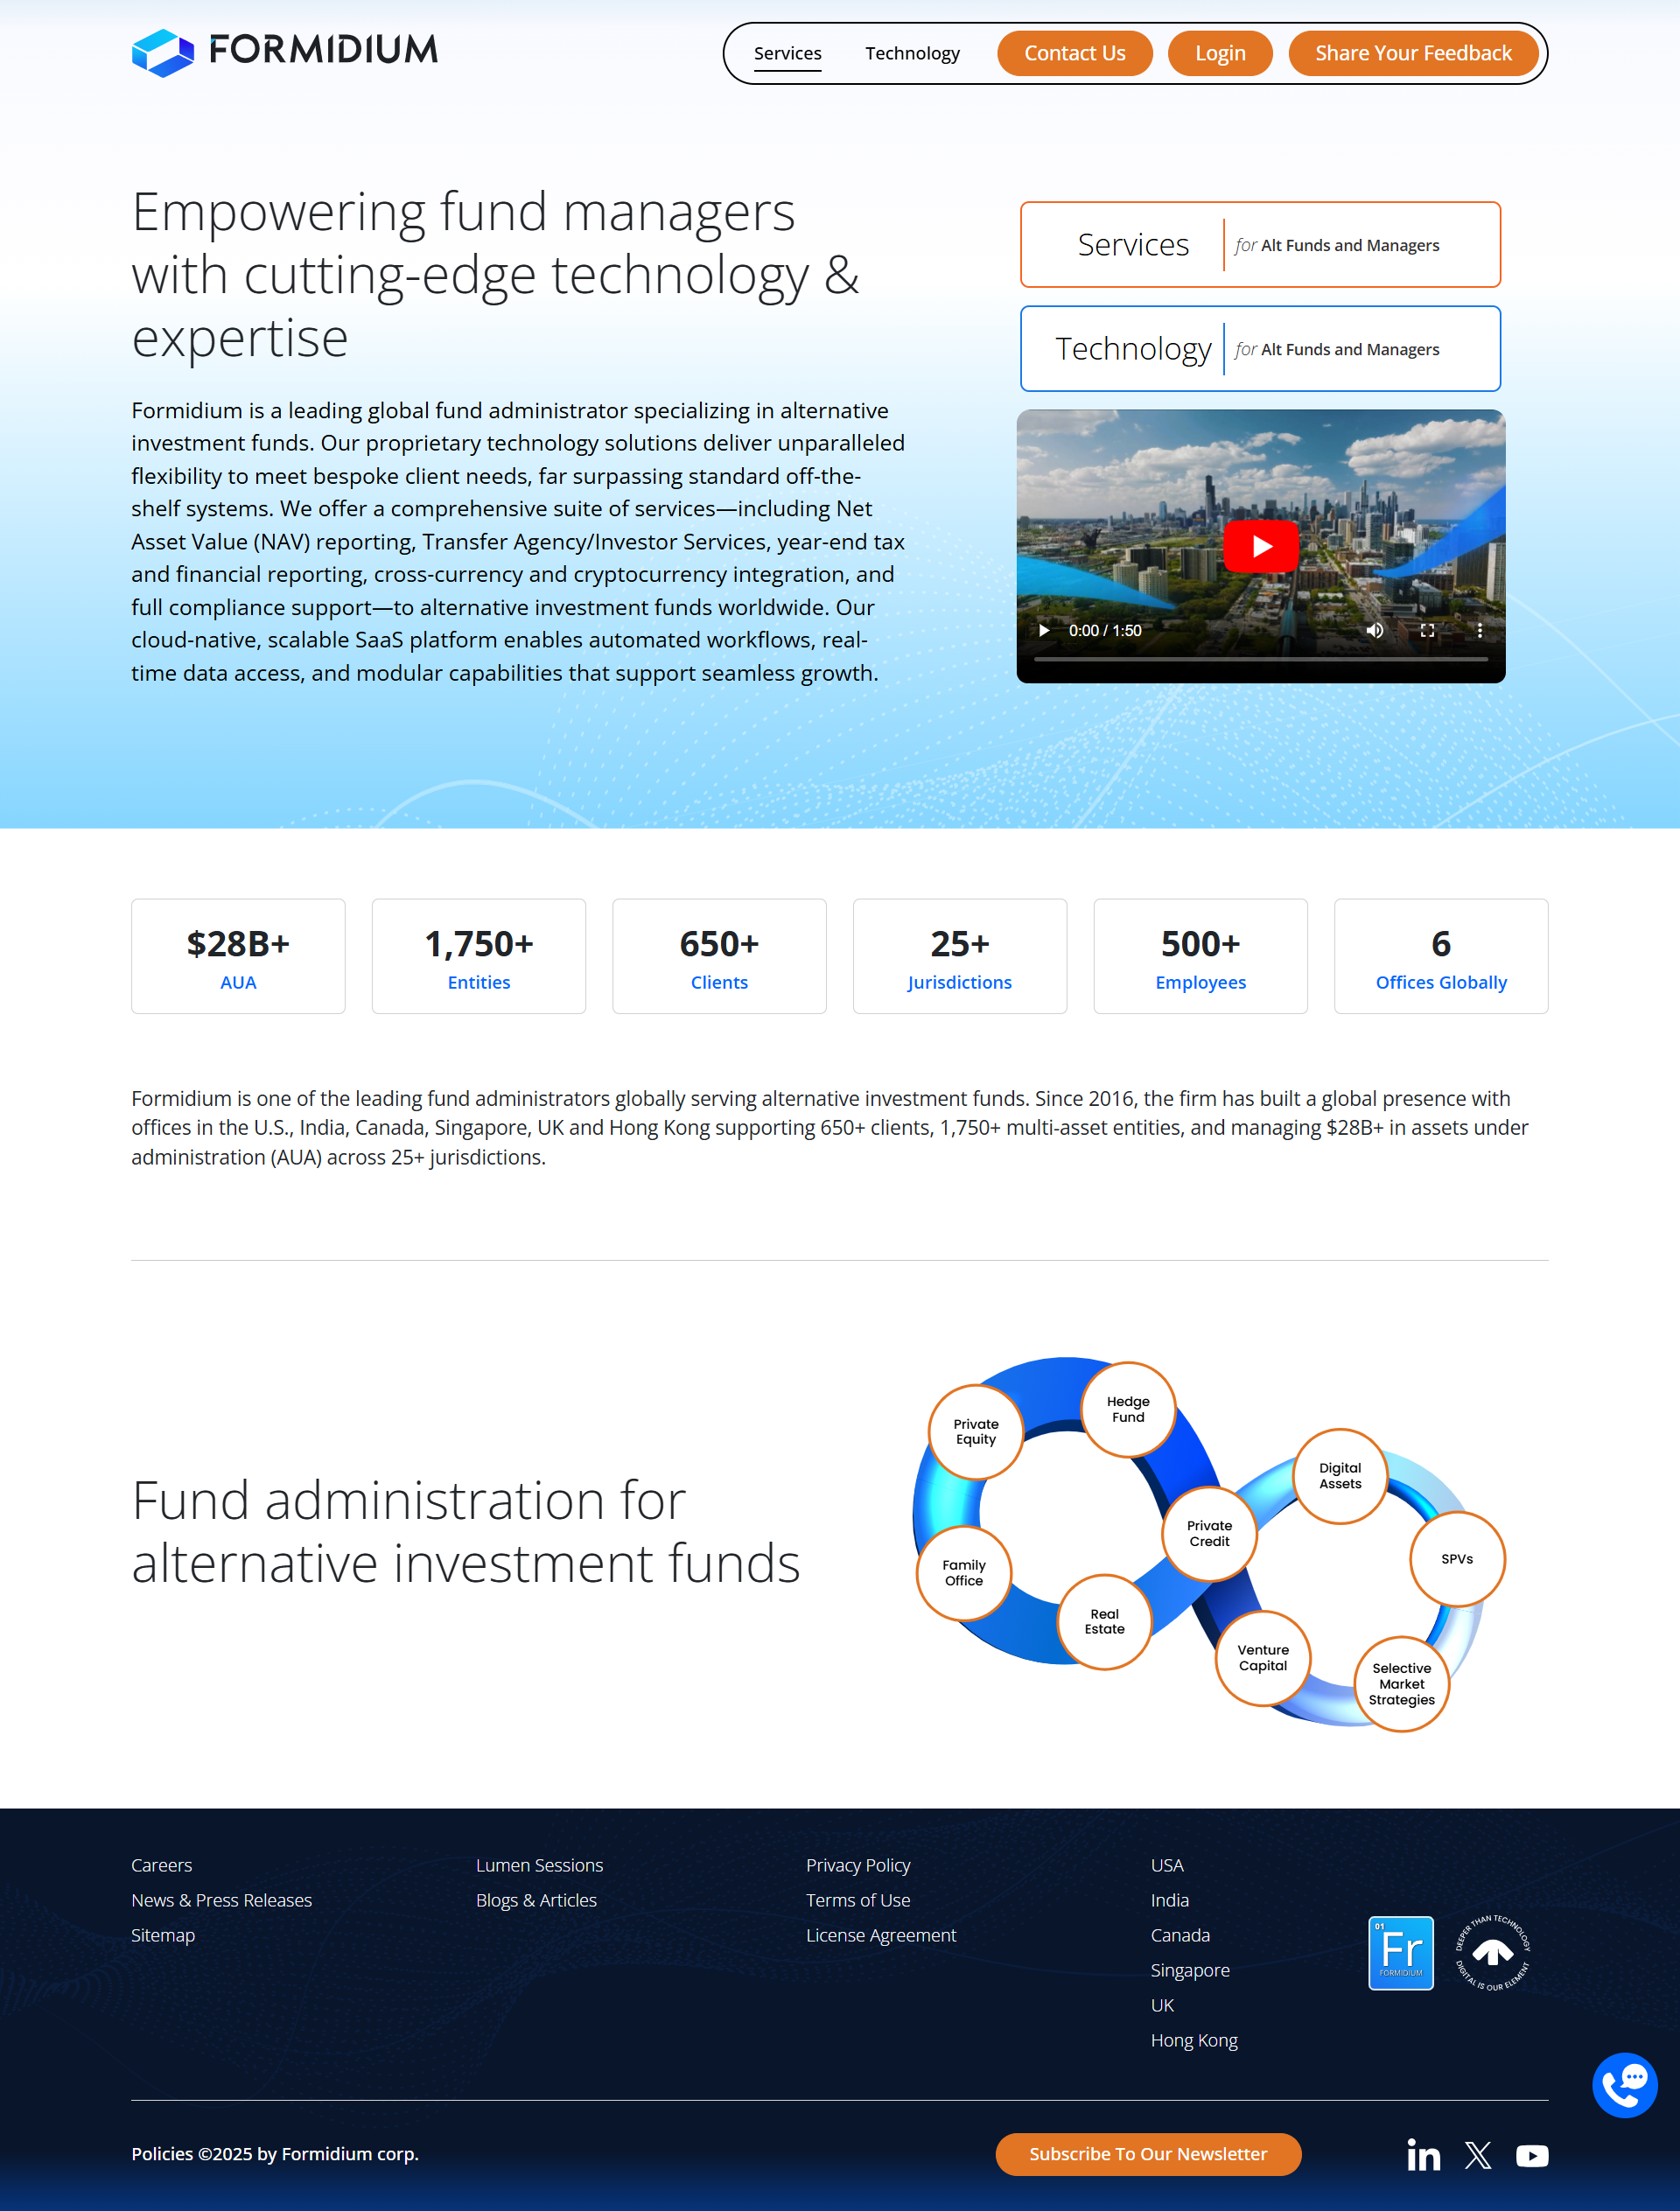 FORMIDIUM
Services
Technology
Contact Us
Login
Share Your Feedback
Empowering fund managers
with cutting-edge technology &
expertise
Formidium is a leading global fund administrator specializing in alternative
investment funds. Our proprietary technology solutions deliver unparalleled
flexibility to meet bespoke client needs, far surpassing standard off-the-
shelf systems. We offer a comprehensive suite of services—including Net
Asset Value (NAV) reporting, Transfer Agency/Investor Services, year-end tax
and financial reporting, cross-currency and cryptocurrency integration, and
full compliance support—to alternative investment funds worldwide. Our
cloud-native, scalable SaaS platform enables automated workflows, real-
time data access, and modular capabilities that support seamless growth.
Services for Alt Funds and Managers
Technology for Alt Funds and Managers
0:00 / 1:50
$28B+
AUA
1,750+
Entities
650+
Clients
25+
Jurisdictions
500+
Employees
6
Offices Globally
Formidium is one of the leading fund administrators globally serving alternative investment funds. Since 2016, the firm has built a global presence with
offices in the U.S., India, Canada, Singapore, UK and Hong Kong supporting 650+ clients, 1,750+ multi-asset entities, and managing $28B+ in assets under
administration (AUA) across 25+ jurisdictions.
Fund administration for
alternative investment funds
Private
Equity
Hedge
Fund
Digital
Assets
Private
Credit
SPVs
Family
Office
Real
Estate
Venture
Capital
Selective
Market
Strategies
Careers
News & Press Releases
Sitemap
Lumen Sessions
Blogs & Articles
Privacy Policy
Terms of Use
License Agreement
USA
India
Canada
Singapore
UK
Hong Kong
01
Fr
FORMIDIUM
DEEPER THAN TECHNOLOGY
DIGITAL IS OUR ELEMENT
Policies ©2025 by Formidium corp.
Subscribe To Our Newsletter